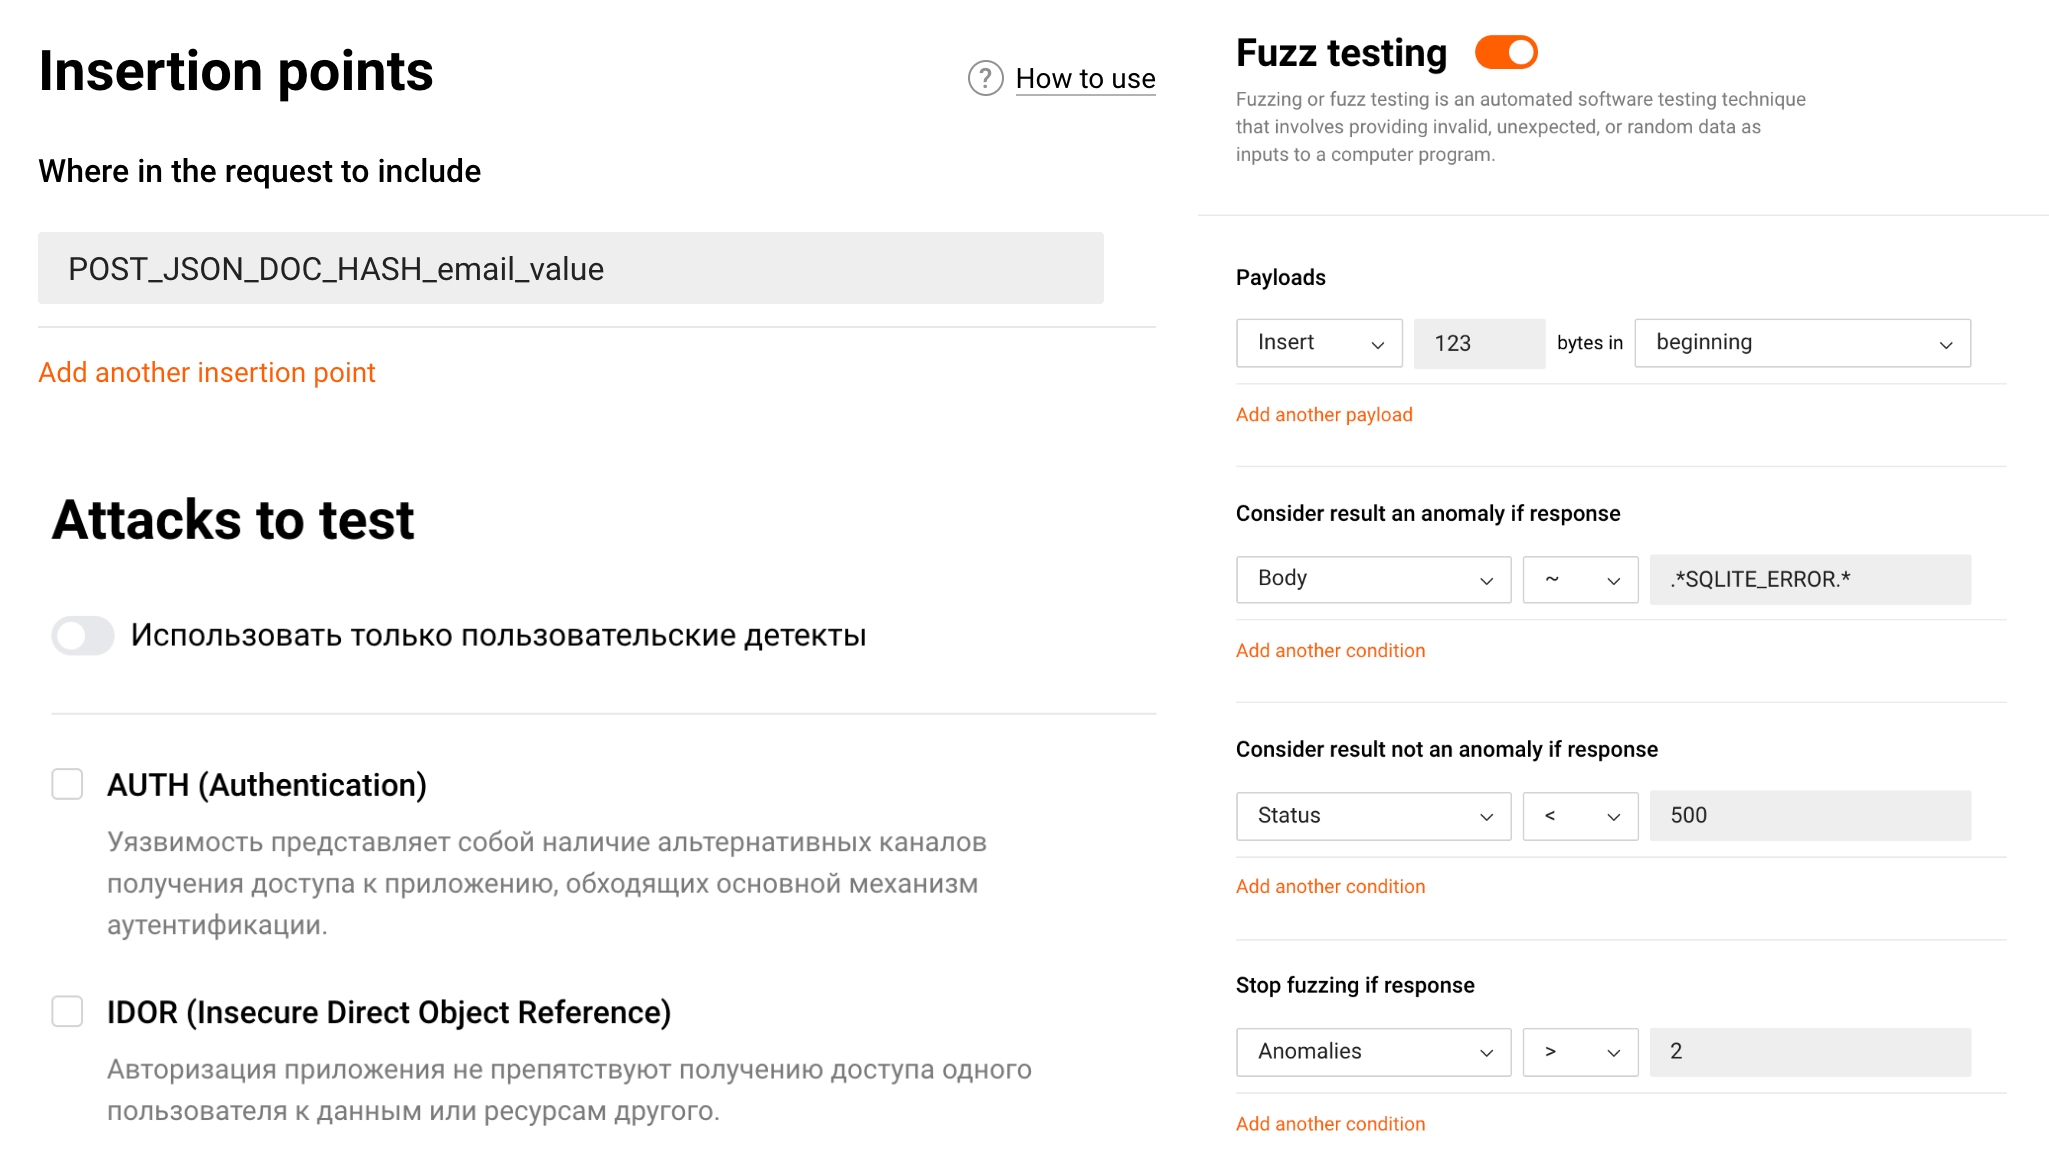 Insertion points
? How to use
Where in the request to include
POST_JSON_DOC_HASH_email_value
Add another insertion point
Attacks to test
Использовать только пользовательские детекты
AUTH (Authentication)
Уязвимость представляет собой наличие альтернативных каналов
получения доступа к приложению, обходящих основной механизм
аутентификации.
IDOR (Insecure Direct Object Reference)
Авторизация приложения не препятствуют получению доступа одного
пользователя к данным или ресурсам другого.
Fuzz testing
Fuzzing or fuzz testing is an automated software testing technique
that involves providing invalid, unexpected, or random data as
inputs to a computer program.
Payloads
Insert 123 bytes in beginning
Add another payload
Consider result an anomaly if response
Body ~ .*SQLITE_ERROR.*
Add another condition
Consider result not an anomaly if response
Status < 500
Add another condition
Stop fuzzing if response
Anomalies > 2
Add another condition